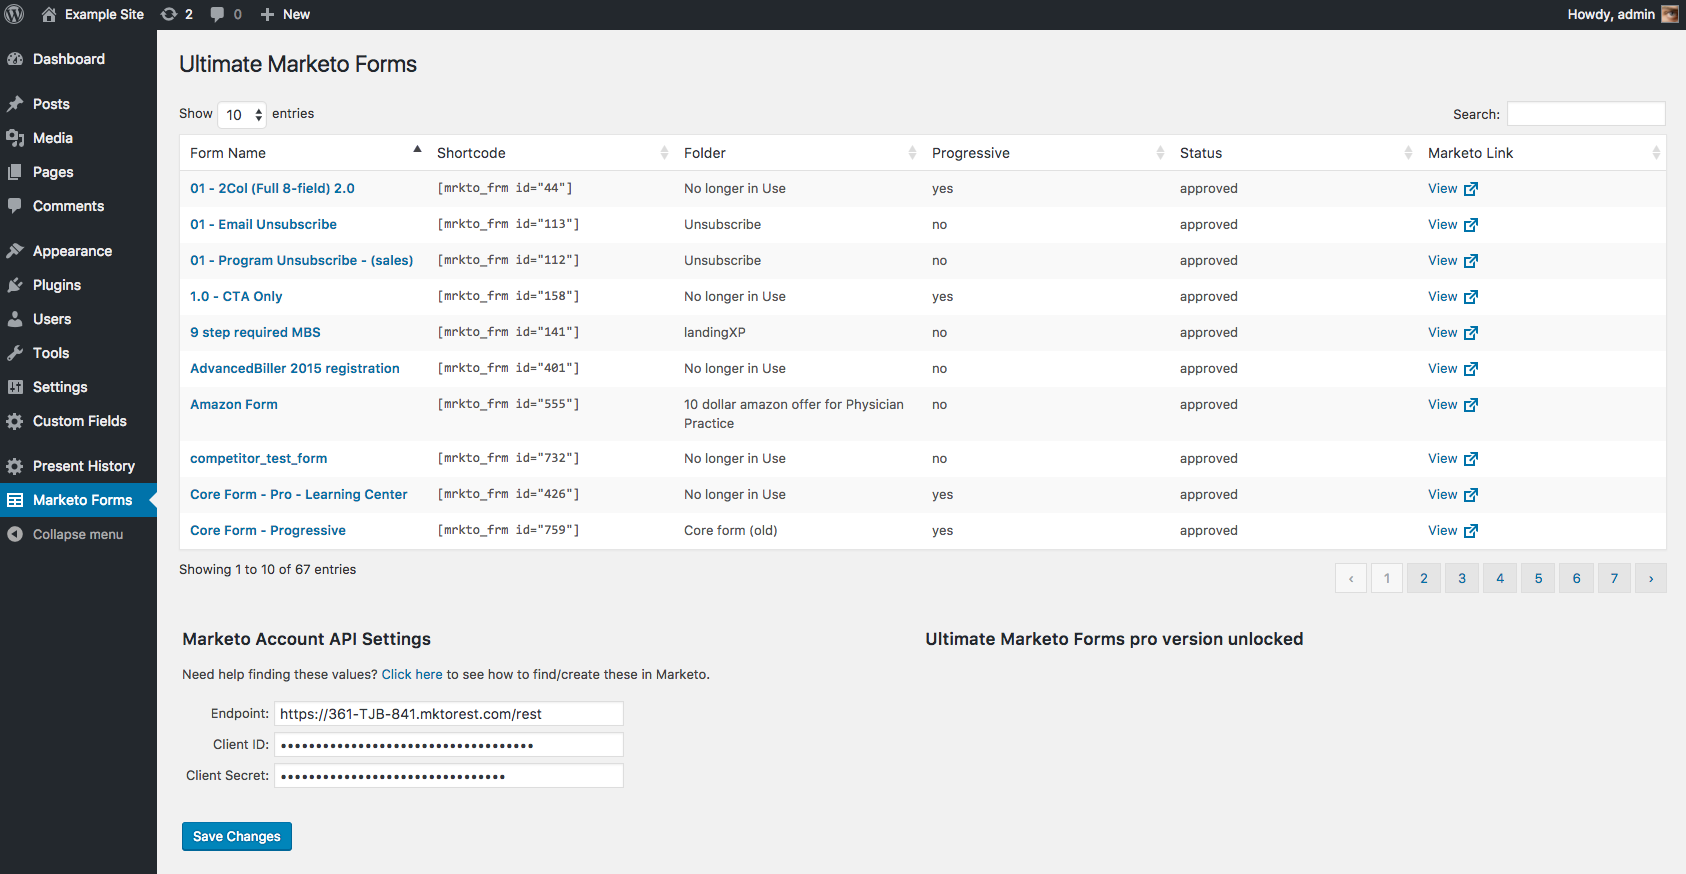 Example Site 2 0 New Howdy, admin
Dashboard
Posts
Media
Pages
Comments
Appearance
Plugins
Users
Tools
Settings
Custom Fields
Present History
Marketo Forms
Collapse menu
Ultimate Marketo Forms
Show 10 entries Search:
Form Name Shortcode Folder Progressive Status Marketo Link
01 - 2Col (Full 8-field) 2.0 [mrkto_frm id="44"] No longer in Use yes approved View
01 - Email Unsubscribe [mrkto_frm id="113"] Unsubscribe no approved View
01 - Program Unsubscribe - (sales) [mrkto_frm id="112"] Unsubscribe no approved View
1.0 - CTA Only [mrkto_frm id="158"] No longer in Use yes approved View
9 step required MBS [mrkto_frm id="141"] landingXP no approved View
AdvancedBiller 2015 registration [mrkto_frm id="401"] No longer in Use no approved View
Amazon Form [mrkto_frm id="555"] 10 dollar amazon offer for Physician no approved View
Practice
competitor_test_form [mrkto_frm id="732"] No longer in Use no approved View
Core Form - Pro - Learning Center [mrkto_frm id="426"] No longer in Use yes approved View
Core Form - Progressive [mrkto_frm id="759"] Core form (old) yes approved View
Showing 1 to 10 of 67 entries ‹ 1 2 3 4 5 6 7 ›
Marketo Account API Settings Ultimate Marketo Forms pro version unlocked
Need help finding these values? Click here to see how to find/create these in Marketo.
Endpoint: https://361-TJB-841.mktorest.com/rest
Client ID: ••••••••••••••••••••••••••••••••••••
Client Secret: ••••••••••••••••••••••••••••••••
Save Changes